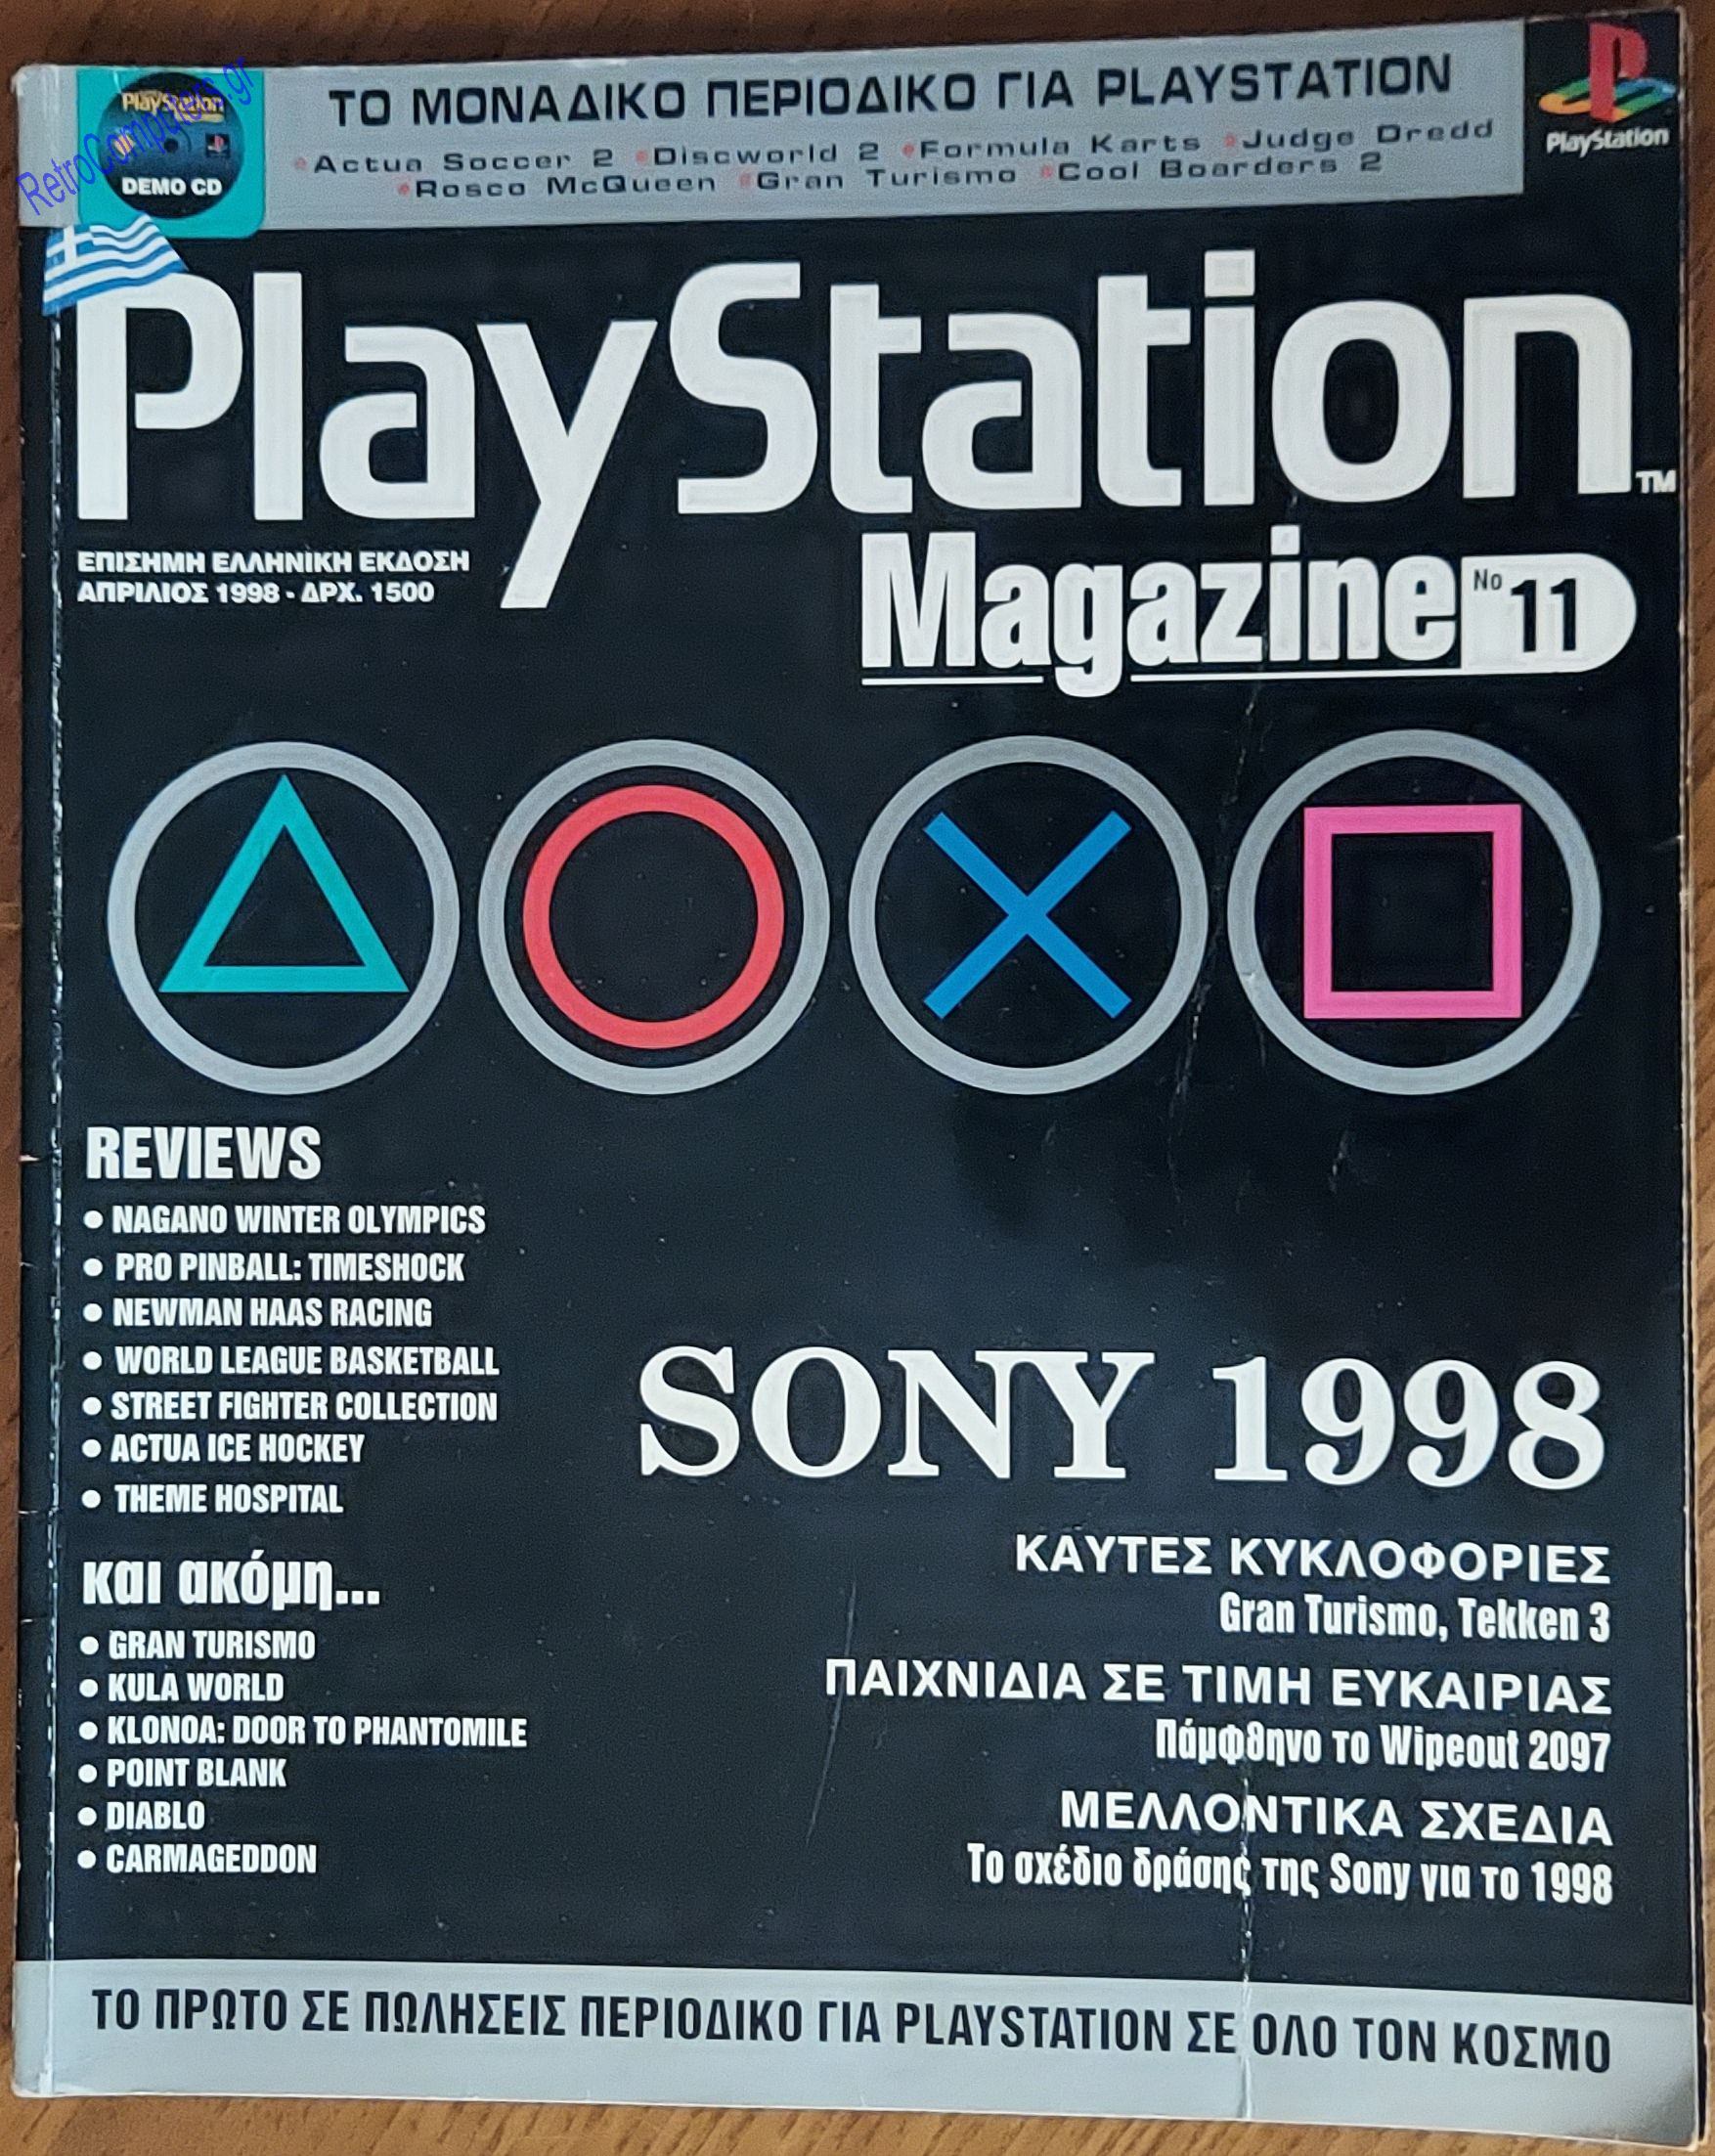 RetroComputers.gr
PlayStation
DEMO CD
ΤΟ ΜΟΝΑΔΙΚΟ ΠΕΡΙΟΔΙΚΟ ΓΙΑ PLAYSTATION
Actua Soccer 2 Discworld 2 Formula Karts Judge Dredd
Rosco McQueen Gran Turismo Cool Boarders 2
PlayStation
PlayStation™
ΕΠΙΣΗΜΗ ΕΛΛΗΝΙΚΗ ΕΚΔΟΣΗ
ΑΠΡΙΛΙΟΣ 1998 - ΔΡΧ. 1500
Magazine No 11
REVIEWS
• NAGANO WINTER OLYMPICS
• PRO PINBALL: TIMESHOCK
• NEWMAN HAAS RACING
• WORLD LEAGUE BASKETBALL
• STREET FIGHTER COLLECTION
• ACTUA ICE HOCKEY
• THEME HOSPITAL
και ακόμη...
• GRAN TURISMO
• KULA WORLD
• KLONOA: DOOR TO PHANTOMILE
• POINT BLANK
• DIABLO
• CARMAGEDDON
SONY 1998
ΚΑΥΤΕΣ ΚΥΚΛΟΦΟΡΙΕΣ
Gran Turismo, Tekken 3
ΠΑΙΧΝΙΔΙΑ ΣΕ ΤΙΜΗ ΕΥΚΑΙΡΙΑΣ
Πάμφθηνο το Wipeout 2097
ΜΕΛΛΟΝΤΙΚΑ ΣΧΕΔΙΑ
Το σχέδιο δράσης της Sony για το 1998
ΤΟ ΠΡΩΤΟ ΣΕ ΠΩΛΗΣΕΙΣ ΠΕΡΙΟΔΙΚΟ ΓΙΑ PLAYSTATION ΣΕ ΟΛΟ ΤΟΝ ΚΟΣΜΟ